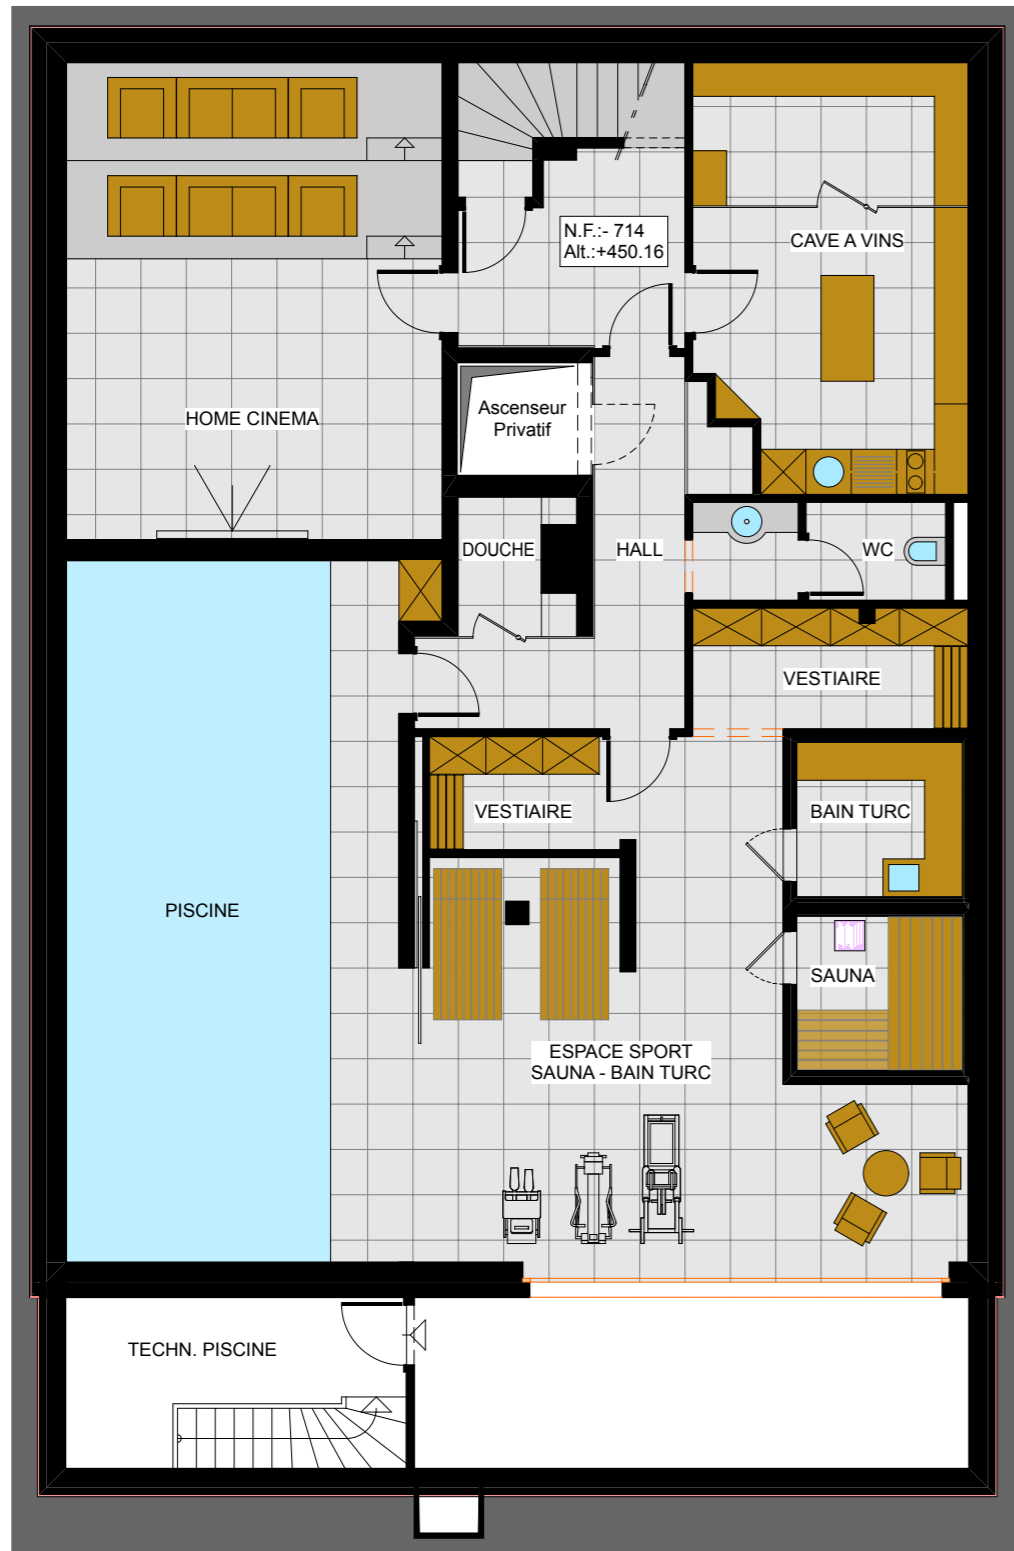 N.F.:- 714
Alt.:+450.16
CAVE A VINS
HOME CINEMA
Ascenseur
Privatif
DOUCHE
HALL
WC
VESTIAIRE
VESTIAIRE
BAIN TURC
PISCINE
SAUNA
ESPACE SPORT
SAUNA - BAIN TURC
TECHN. PISCINE